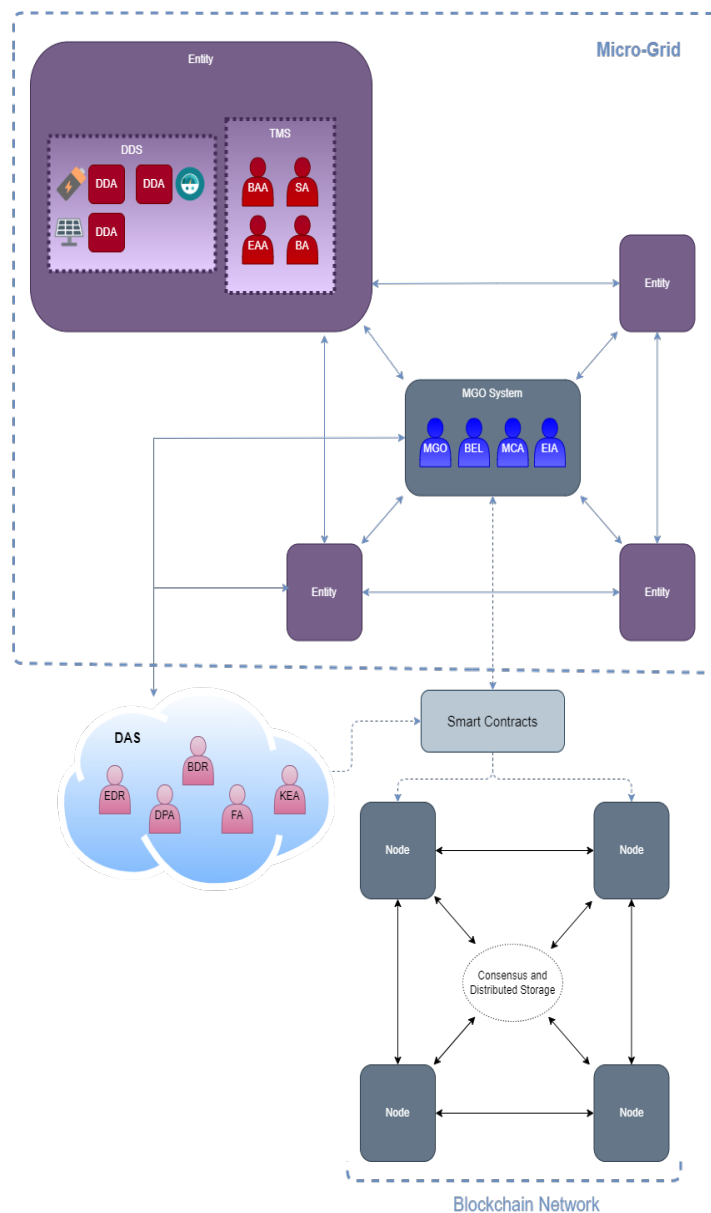 Micro-Grid
Entity
DDS
DDA
DDA
DDA
TMS
BAA
SA
EAA
BA
Entity
MGO System
MGO
BEL
MCA
EIA
Entity
Entity
DAS
EDR
BDR
DPA
FA
KEA
Smart Contracts
Node
Node
Consensus and
Distributed Storage
Node
Node
Blockchain Network